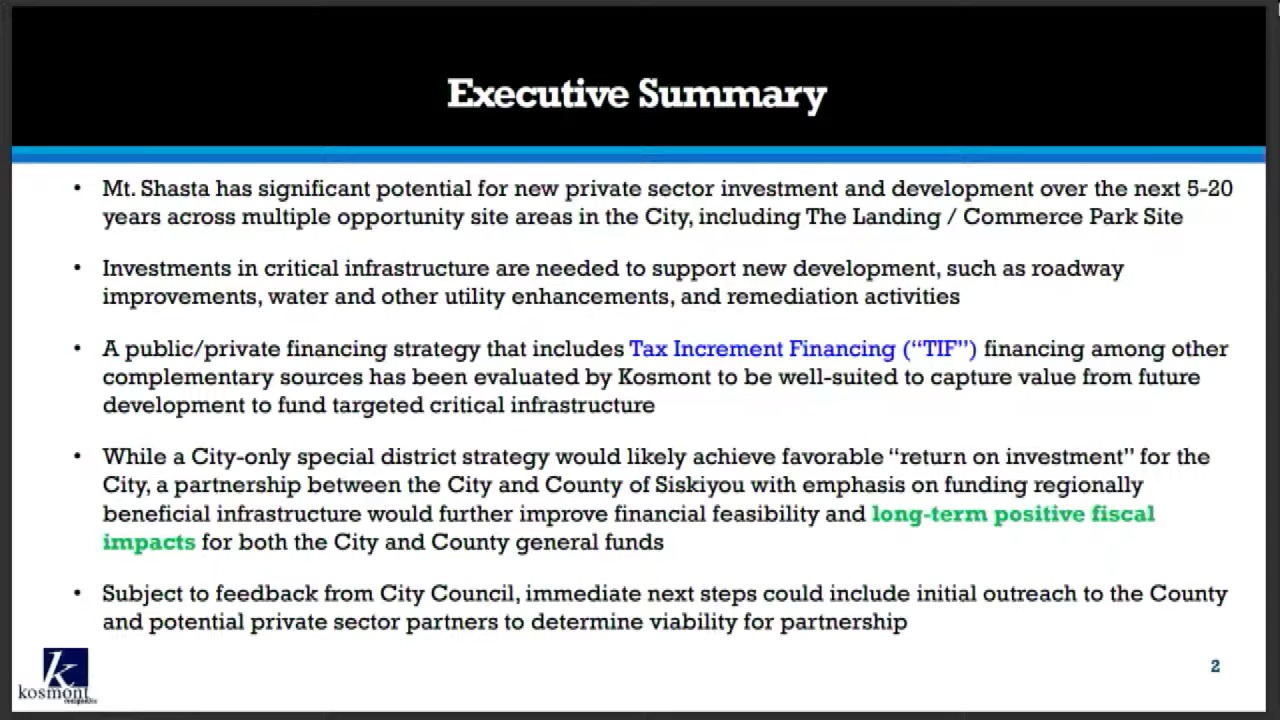 Executive Summary
• Mt. Shasta has significant potential for new private sector investment and development over the next 5-20
years across multiple opportunity site areas in the City, including The Landing / Commerce Park Site
• Investments in critical infrastructure are needed to support new development, such as roadway
improvements, water and other utility enhancements, and remediation activities
• A public/private financing strategy that includes Tax Increment Financing (“TIF”) financing among other
complementary sources has been evaluated by Kosmont to be well-suited to capture value from future
development to fund targeted critical infrastructure
• While a City-only special district strategy would likely achieve favorable “return on investment” for the
City, a partnership between the City and County of Siskiyou with emphasis on funding regionally
beneficial infrastructure would further improve financial feasibility and long-term positive fiscal
impacts for both the City and County general funds
• Subject to feedback from City Council, immediate next steps could include initial outreach to the County
and potential private sector partners to determine viability for partnership
k
kosmont
companies
2